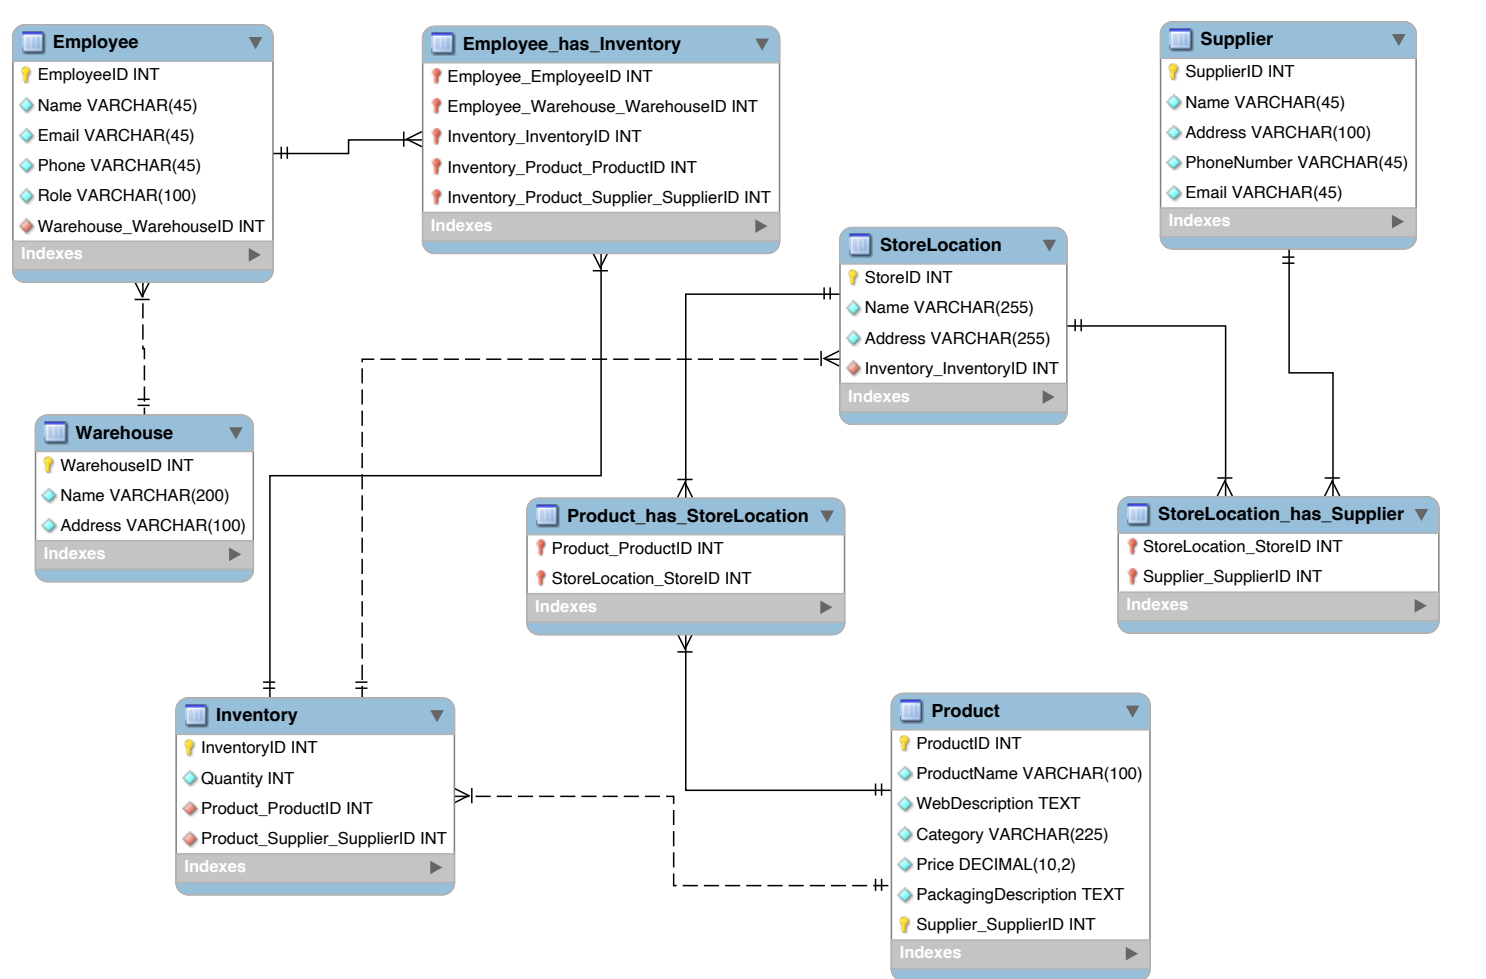 Employee
EmployeeID INT
Name VARCHAR(45)
Email VARCHAR(45)
Phone VARCHAR(45)
Role VARCHAR(100)
Warehouse_WarehouseID INT
Indexes
Employee_has_Inventory
Employee_EmployeeID INT
Employee_Warehouse_WarehouseID INT
Inventory_InventoryID INT
Inventory_Product_ProductID INT
Inventory_Product_Supplier_SupplierID INT
Indexes
Supplier
SupplierID INT
Name VARCHAR(45)
Address VARCHAR(100)
PhoneNumber VARCHAR(45)
Email VARCHAR(45)
Indexes
StoreLocation
StoreID INT
Name VARCHAR(255)
Address VARCHAR(255)
Inventory_InventoryID INT
Indexes
Warehouse
WarehouseID INT
Name VARCHAR(200)
Address VARCHAR(100)
Indexes
Product_has_StoreLocation
Product_ProductID INT
StoreLocation_StoreID INT
Indexes
StoreLocation_has_Supplier
StoreLocation_StoreID INT
Supplier_SupplierID INT
Indexes
Inventory
InventoryID INT
Quantity INT
Product_ProductID INT
Product_Supplier_SupplierID INT
Indexes
Product
ProductID INT
ProductName VARCHAR(100)
WebDescription TEXT
Category VARCHAR(225)
Price DECIMAL(10,2)
PackagingDescription TEXT
Supplier_SupplierID INT
Indexes